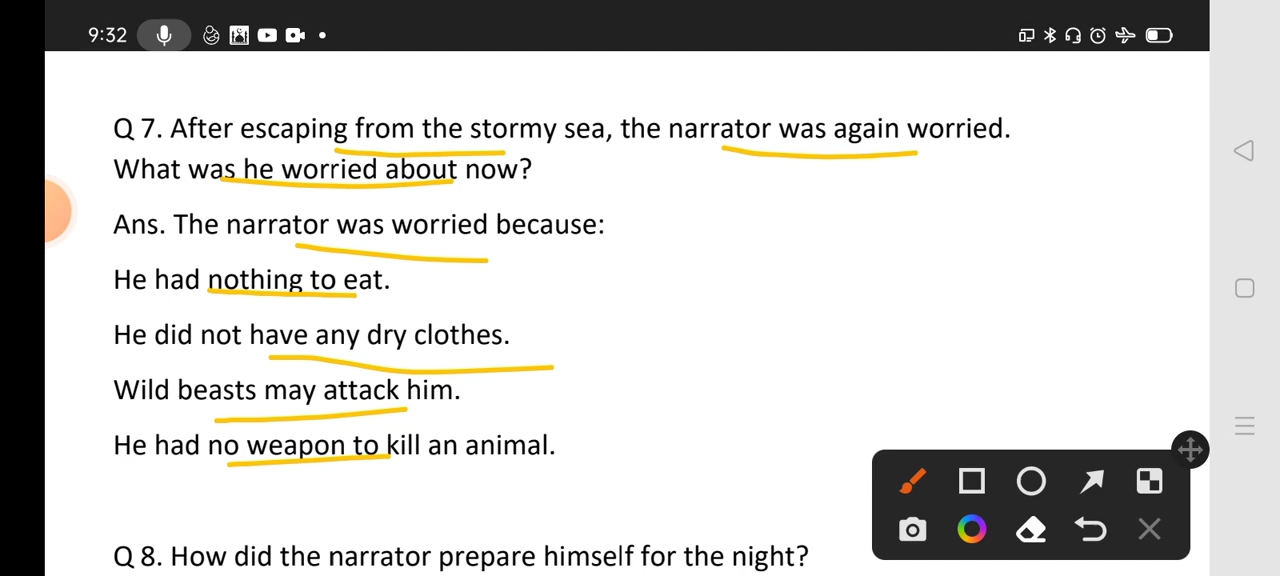 9:32
Q 7. After escaping from the stormy sea, the narrator was again worried.
What was he worried about now?
Ans. The narrator was worried because:
He had nothing to eat.
He did not have any dry clothes.
Wild beasts may attack him.
He had no weapon to kill an animal.
Q 8. How did the narrator prepare himself for the night?